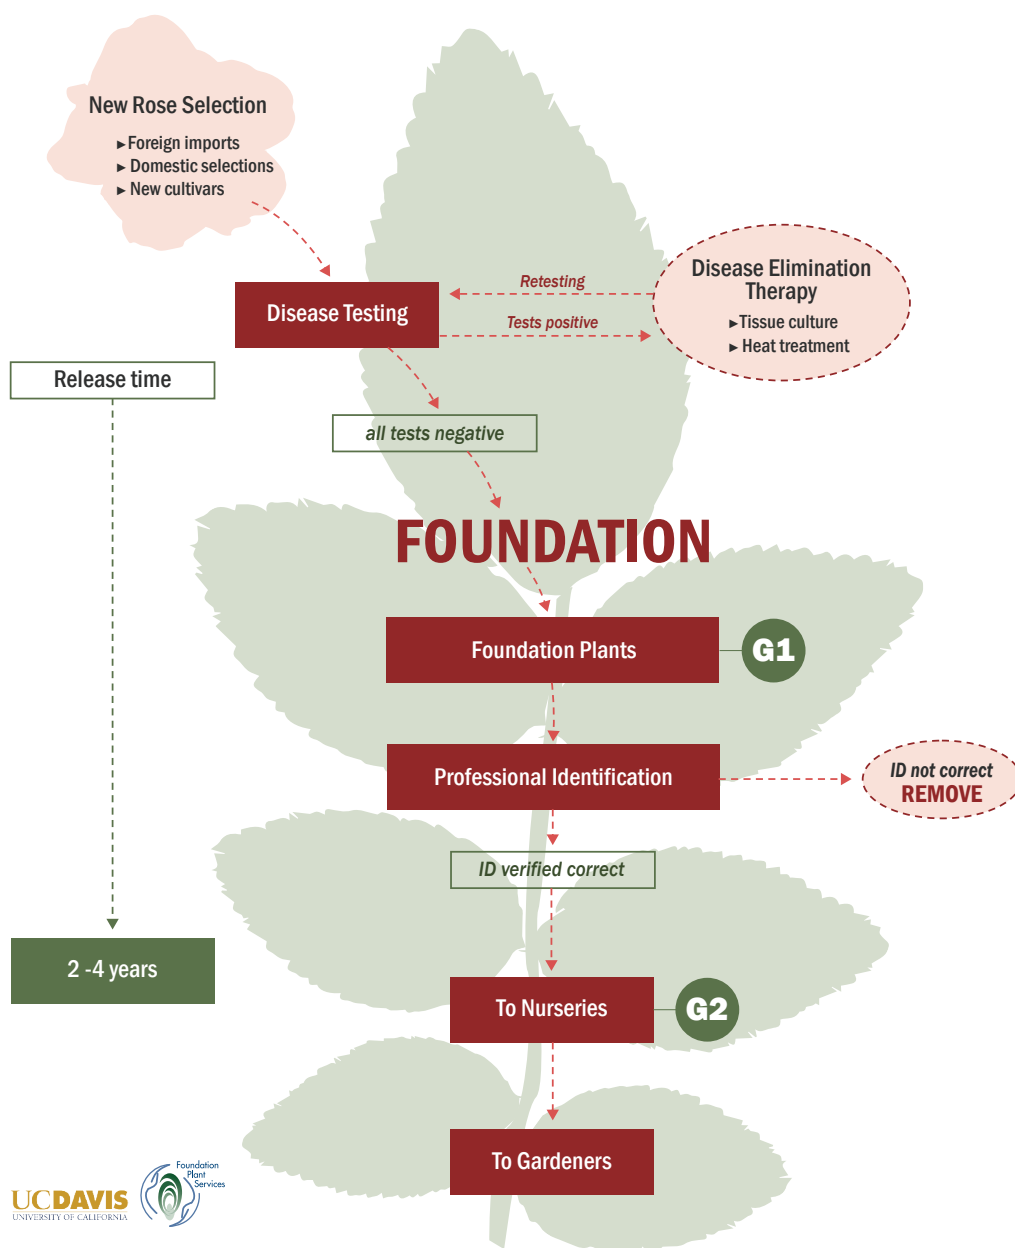 New Rose Selection
▸ Foreign imports
▸ Domestic selections
▸ New cultivars
Disease Testing
Retesting
Tests positive
Disease Elimination
Therapy
▸ Tissue culture
▸ Heat treatment
Release time
all tests negative
FOUNDATION
Foundation Plants
G1
Professional Identification
ID not correct
REMOVE
ID verified correct
2 -4 years
To Nurseries
G2
To Gardeners
UCDAVIS
UNIVERSITY OF CALIFORNIA
Foundation
Plant
Services